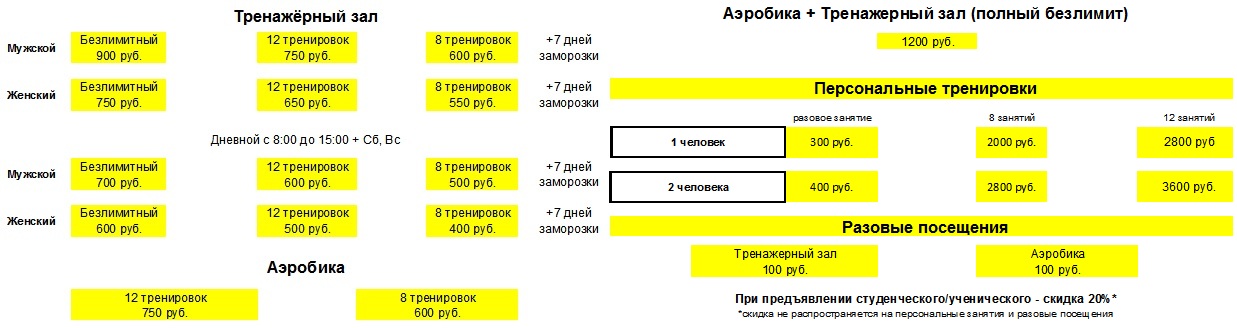 Тренажёрный зал
Мужской
Безлимитный
900 руб.
12 тренировок
750 руб.
8 тренировок
600 руб.
+7 дней
заморозки
Женский
Безлимитный
750 руб.
12 тренировок
650 руб.
8 тренировок
550 руб.
+7 дней
заморозки
Дневной с 8:00 до 15:00 + Сб, Вс
Мужской
Безлимитный
700 руб.
12 тренировок
600 руб.
8 тренировок
500 руб.
+7 дней
заморозки
Женский
Безлимитный
600 руб.
12 тренировок
500 руб.
8 тренировок
400 руб.
+7 дней
заморозки
Аэробика
12 тренировок
750 руб.
8 тренировок
600 руб.
Аэробика + Тренажерный зал (полный безлимит)
1200 руб.
Персональные тренировки
разовое занятие
8 занятий
12 занятий
1 человек
300 руб.
2000 руб.
2800 руб
2 человека
400 руб.
2800 руб.
3600 руб.
Разовые посещения
Тренажерный зал
100 руб.
Аэробика
100 руб.
При предъявлении студенческого/ученического - скидка 20%*
*скидка не распространяется на персональные занятия и разовые посещения